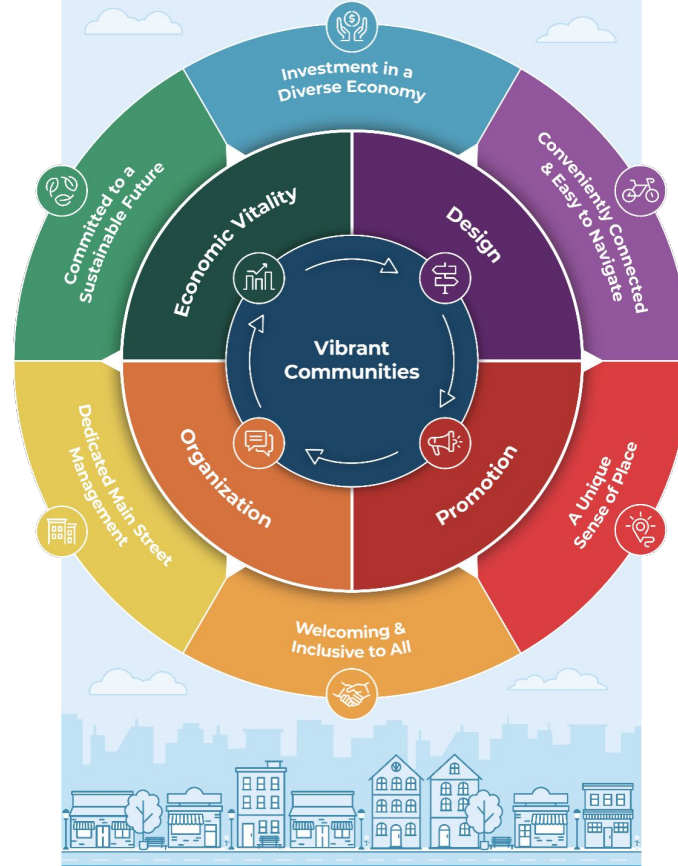 Investment in a
Diverse Economy
Conveniently Connected
& Easy to Navigate
A Unique
Sense of Place
Welcoming &
Inclusive to All
Dedicated Main Street
Management
Committed to a
Sustainable Future
Economic Vitality
Design
Promotion
Organization
Vibrant
Communities